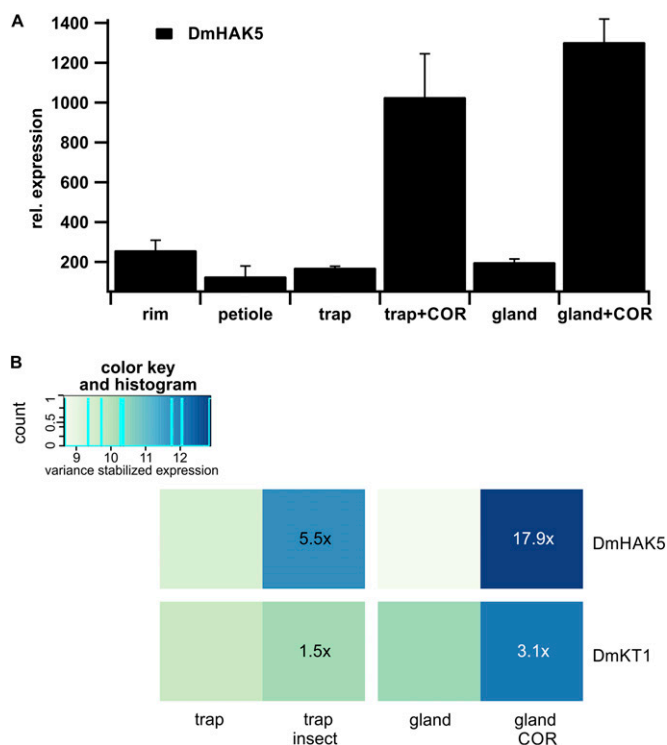 A
DmHAK5
rel. expression
1400
1200
1000
800
600
400
200
rim petiole trap trap+COR gland gland+COR
B
color key
and histogram
count
1
0.5
0
9 10 11 12
variance stabilized expression
5.5x 17.9x DmHAK5
1.5x 3.1x DmKT1
trap trap gland gland
insect COR